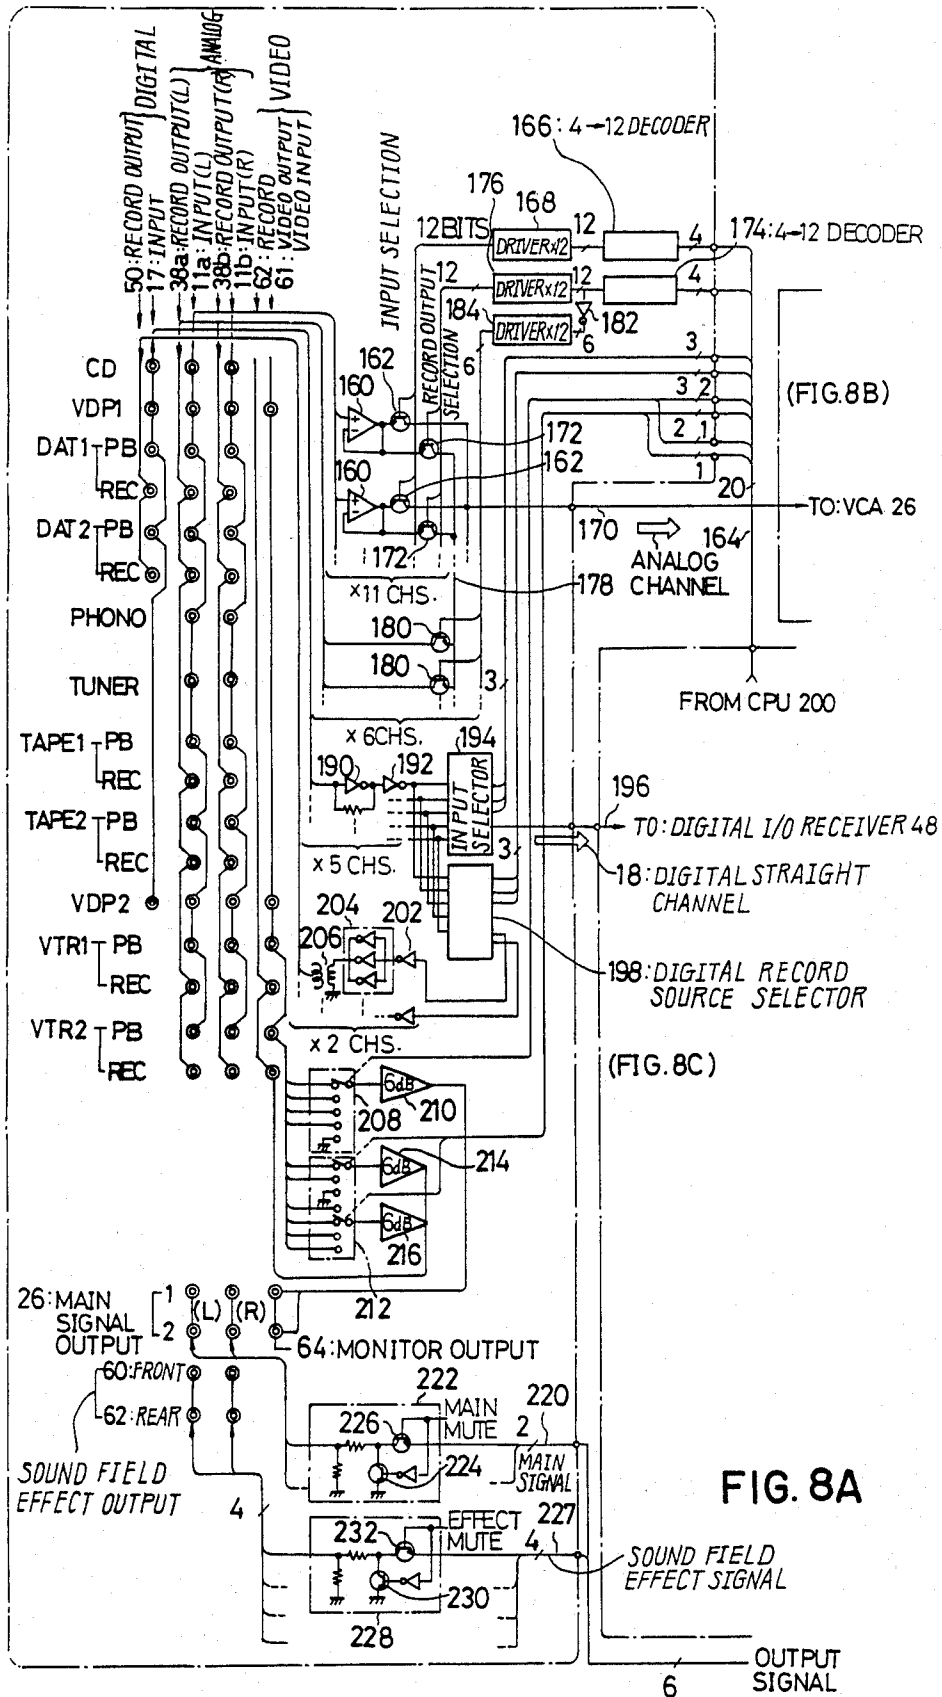 50: RECORD OUTPUT
17: INPUT
DIGITAL
38a: RECORD OUTPUT(L)
11a: INPUT(L)
38b: RECORD OUTPUT(R)
11b: INPUT(R)
ANALOG
62: RECORD
61: VIDEO OUTPUT
VIDEO INPUT
VIDEO
INPUT SELECTION
166: 4→12 DECODER
176
168
12 BITS
DRIVER×12
12
4
174: 4→12 DECODER
12
DRIVER×12
12
4
184
DRIVER×12
182
6
6
RECORD OUTPUT
SELECTION
CD
VDP1
DAT1 PB
REC
DAT2 PB
REC
PHONO
TUNER
TAPE1 PB
REC
TAPE2 PB
REC
VDP2
VTR1 PB
REC
VTR2 PB
REC
162
160
172
162
160
172
3
3
2
2
1
1
(FIG. 8B)
20
TO: VCA 26
170
164
ANALOG
CHANNEL
×11 CHS.
178
180
180
3
FROM CPU 200
× 6CHS.
194
190
192
INPUT
SELECTOR
196
TO: DIGITAL I/O RECEIVER 48
3
× 5 CHS.
18: DIGITAL STRAIGHT
CHANNEL
204
202
206
198: DIGITAL RECORD
SOURCE SELECTOR
× 2 CHS.
(FIG. 8C)
6dB
208
210
6dB
214
6dB
216
212
26: MAIN
SIGNAL
OUTPUT
1
2
(L)
(R)
64: MONITOR OUTPUT
60: FRONT
62: REAR
SOUND FIELD
EFFECT OUTPUT
222
226
MAIN
MUTE
2
220
MAIN
SIGNAL
224
FIG. 8A
4
232
EFFECT
MUTE
4
227
SOUND FIELD
EFFECT SIGNAL
230
228
6
OUTPUT
SIGNAL